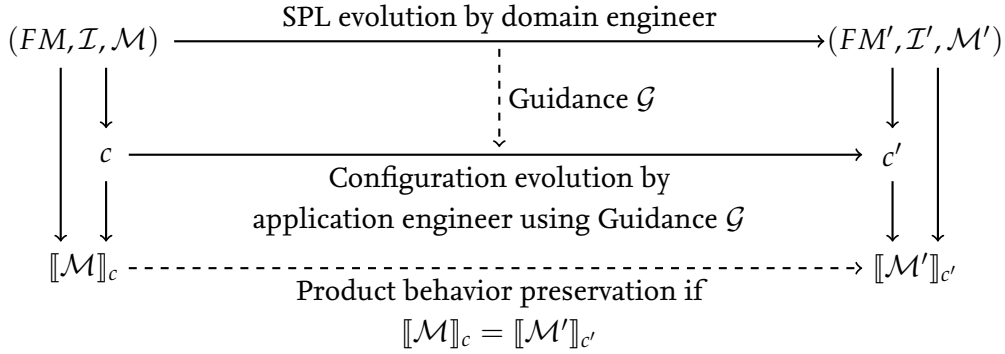 SPL evolution by domain engineer
(FM, ℐ, ℳ) (FM′, ℐ′, ℳ′)
Guidance 𝒢
c c′
Configuration evolution by
application engineer using Guidance 𝒢
⟦ℳ⟧c ⟦ℳ′⟧c′
Product behavior preservation if
⟦ℳ⟧c = ⟦ℳ′⟧c′